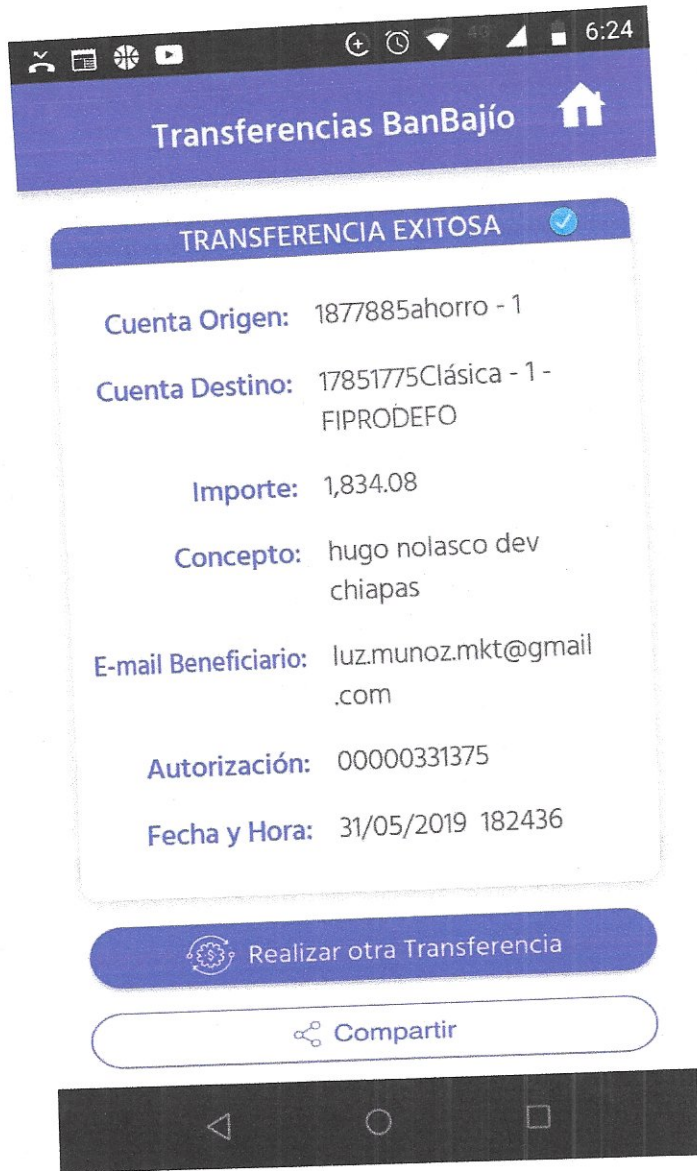 6:24
Transferencias BanBajío
TRANSFERENCIA EXITOSA
Cuenta Origen: 1877885ahorro - 1
Cuenta Destino: 17851775Clásica - 1 -
FIPRODEFO
Importe: 1,834.08
Concepto: hugo nolasco dev
chiapas
E-mail Beneficiario: luz.munoz.mkt@gmail
.com
Autorización: 00000331375
Fecha y Hora: 31/05/2019 182436
Realizar otra Transferencia
Compartir